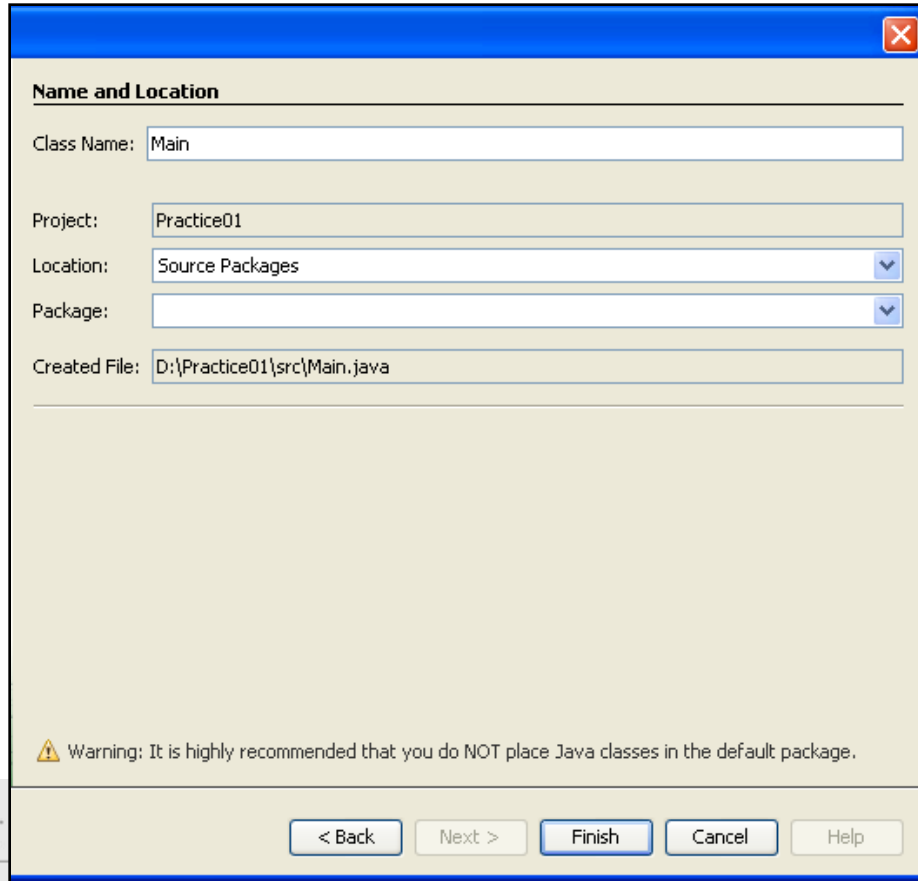 Name and Location
Class Name: Main
Project: Practice01
Location: Source Packages
Package:
Created File: D:\Practice01\src\Main.java
Warning: It is highly recommended that you do NOT place Java classes in the default package.
< Back Next > Finish Cancel Help